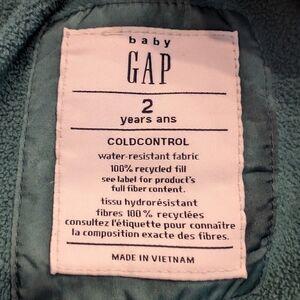 baby
GAP
2
years ans
COLDCONTROL
water-resistant fabric
100% recycled fill
see label for product's
full fiber content.
tissu hydrorésistant
fibres 100 % recyclées
consultez l'étiquette pour connaître
la composition exacte des fibres.
MADE IN VIETNAM